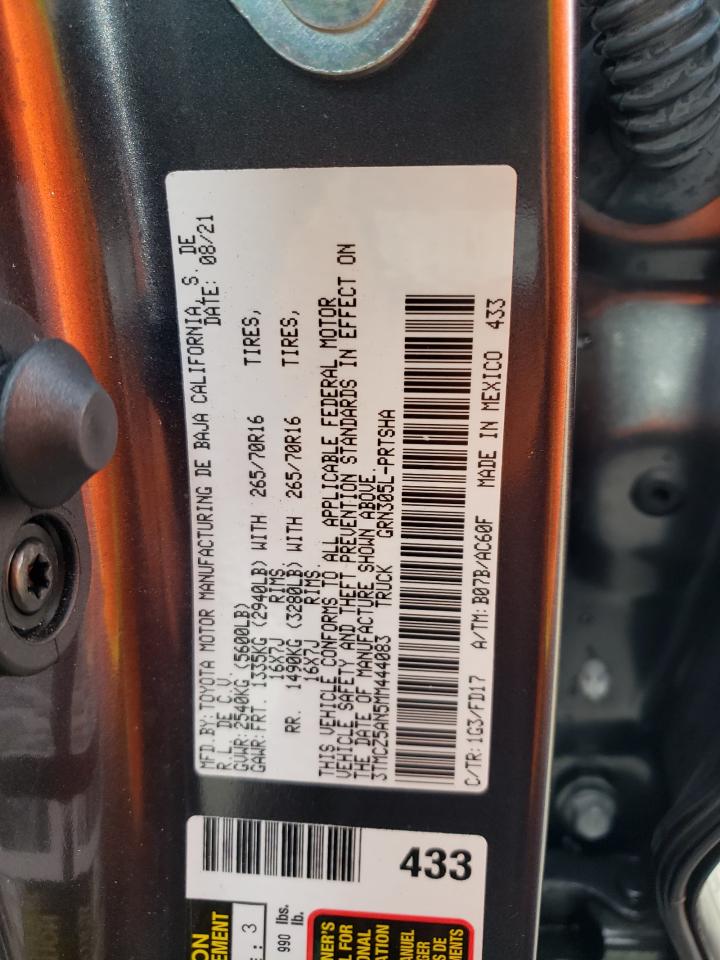 MFD.BY: TOYOTA MOTOR MANUFACTURING DE BAJA CALIFORNIA, S. DE
R.L. DE C.V. DATE: 08/21
GVWR: 2540KG (5600LB)
GAWR: FRT. 1335KG (2940LB) WITH 265/70R16 TIRES,
16X7J RIMS.
RR. 1490KG (3280LB) WITH 265/70R16 TIRES,
16X7J RIMS.
THIS VEHICLE CONFORMS TO ALL APPLICABLE FEDERAL MOTOR
VEHICLE SAFETY AND THEFT PREVENTION STANDARDS IN EFFECT ON
THE DATE OF MANUFACTURE SHOWN ABOVE.
3TMCZ5AN5MM444083 TRUCK GRN305L-PRTSHA
C/TR: 1G3/FD17 A/TM: B07B/AC60F MADE IN MEXICO 433
433
: 3
990 lbs.
lb.